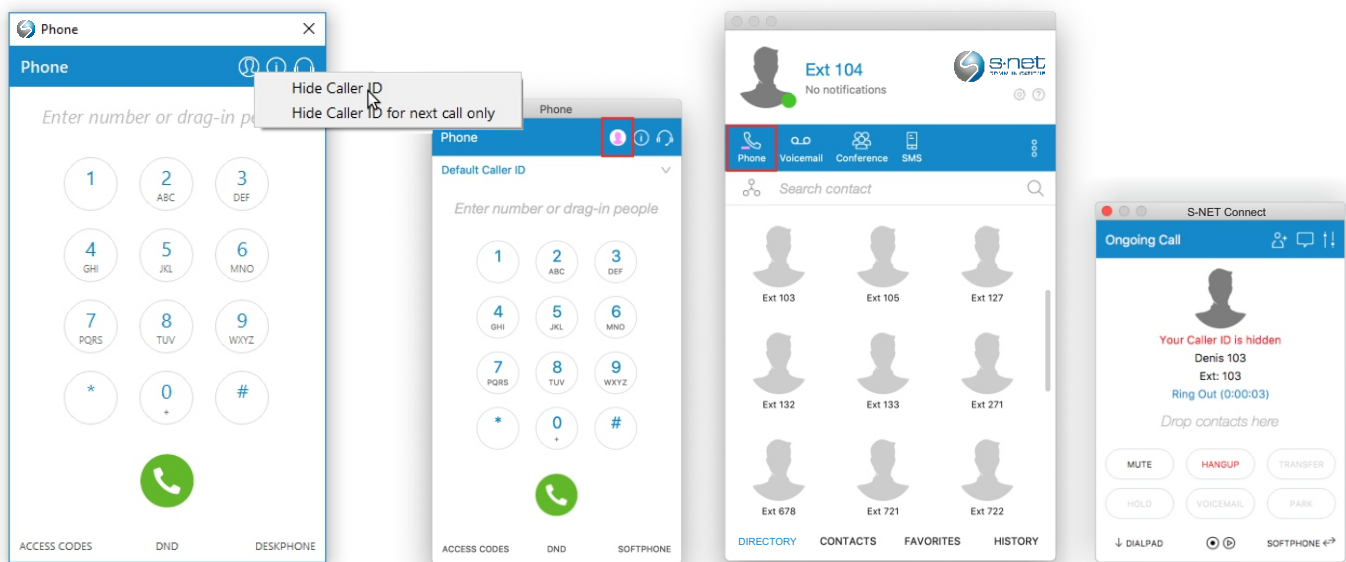 Phone
Phone
Enter number or drag-in pe
Hide Caller ID
Hide Caller ID for next call only
1
2
3
ABC
DEF
4
5
6
GHI
JKL
MNO
7
8
9
PQRS
TUV
WXYZ
*
0
#
+
ACCESS CODES DND DESKPHONE
Phone
Phone
Default Caller ID
Enter number or drag-in people
1
2
3
ABC
DEF
4
5
6
GHI
JKL
MNO
7
8
9
PQRS
TUV
WXYZ
*
0
#
+
ACCESS CODES DND SOFTPHONE
Ext 104
No notifications
s·net
COMMUNICATIONS
Phone Voicemail Conference SMS
Search contact
Ext 103 Ext 105 Ext 127
Ext 132 Ext 133 Ext 271
Ext 678 Ext 721 Ext 722
DIRECTORY CONTACTS FAVORITES HISTORY
S-NET Connect
Ongoing Call
Your Caller ID is hidden
Denis 103
Ext: 103
Ring Out (0:00:03)
Drop contacts here
MUTE HANGUP TRANSFER
HOLD VOICEMAIL PARK
DIALPAD SOFTPHONE